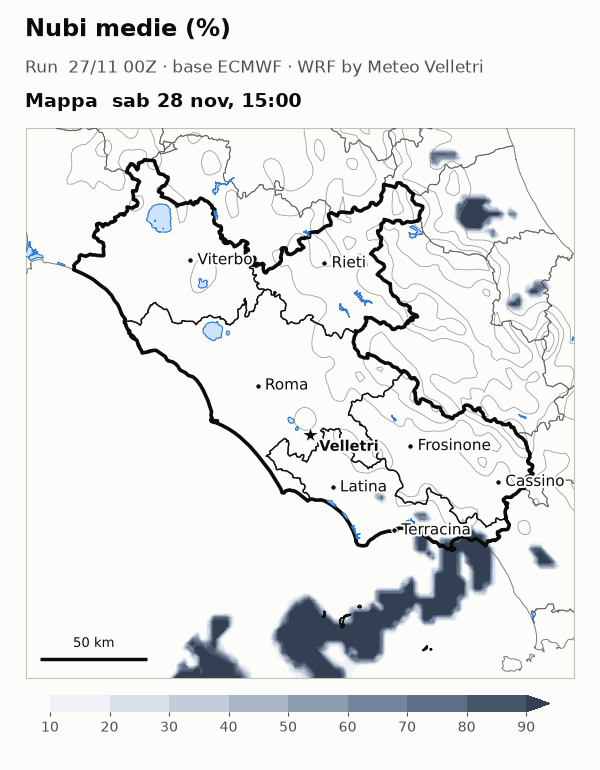 Nubi medie (%)
Run  27/11 00Z · base ECMWF · WRF by Meteo Velletri
Mappa  sab 28 nov, 15:00
Viterbo
Rieti
Roma
Velletri
Frosinone
Cassino
Latina
Terracina
50 km
10 20 30 40 50 60 70 80 90